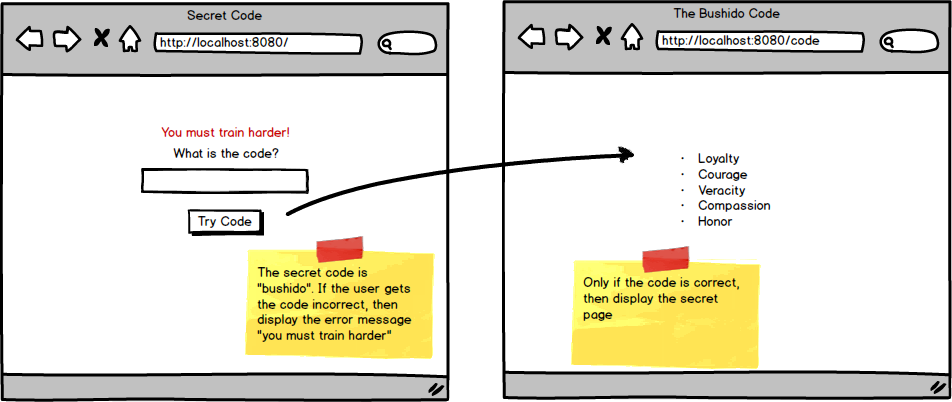 Secret Code
http://localhost:8080/
You must train harder!
What is the code?
Try Code
The secret code is
"bushido". If the user gets
the code incorrect, then
display the error message
"you must train harder"
The Bushido Code
http://localhost:8080/code
· Loyalty
· Courage
· Veracity
· Compassion
· Honor
Only if the code is correct,
then display the secret
page